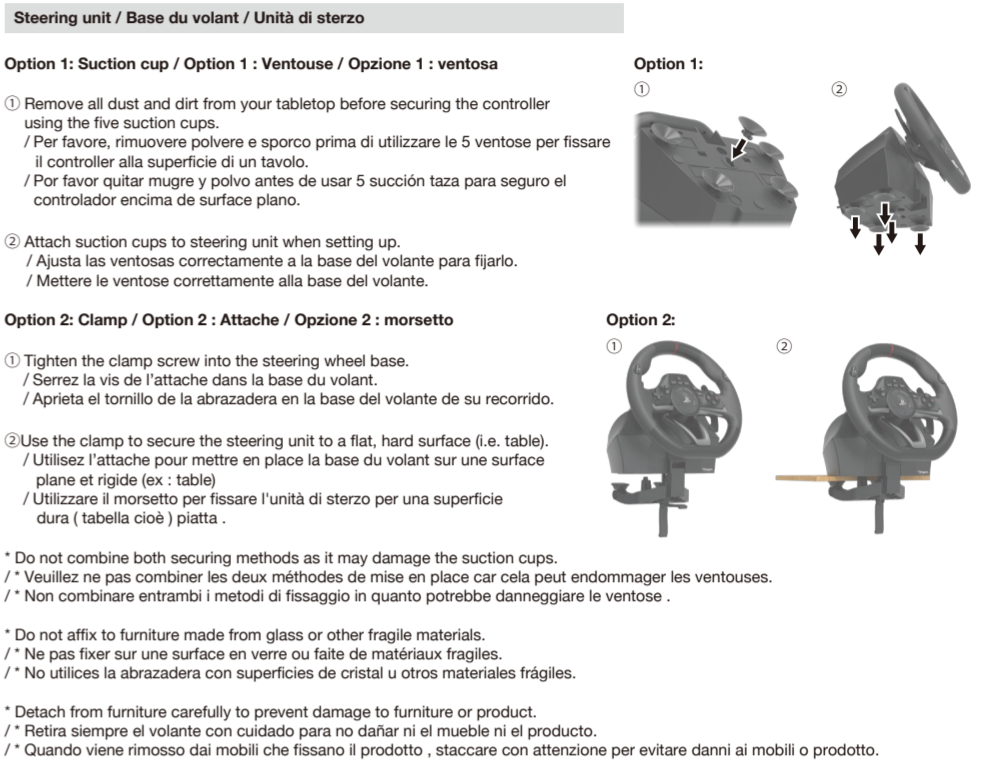 Steering unit / Base du volant / Unità di sterzo
Option 1: Suction cup / Option 1 : Ventouse / Opzione 1 : ventosa
① Remove all dust and dirt from your tabletop before securing the controller
using the five suction cups.
/ Per favore, rimuovere polvere e sporco prima di utilizzare le 5 ventose per fissare
il controller alla superficie di un tavolo.
/ Por favor quitar mugre y polvo antes de usar 5 succión taza para seguro el
controlador encima de surface plano.
② Attach suction cups to steering unit when setting up.
/ Ajusta las ventosas correctamente a la base del volante para fijarlo.
/ Mettere le ventose correttamente alla base del volante.
Option 1:
① ②
Option 2: Clamp / Option 2 : Attache / Opzione 2 : morsetto
① Tighten the clamp screw into the steering wheel base.
/ Serrez la vis de l'attache dans la base du volant.
/ Aprieta el tornillo de la abrazadera en la base del volante de su recorrido.
②Use the clamp to secure the steering unit to a flat, hard surface (i.e. table).
/ Utilisez l'attache pour mettre en place la base du volant sur une surface
plane et rigide (ex : table)
/ Utilizzare il morsetto per fissare l'unità di sterzo per una superficie
dura ( tabella cioè ) piatta .
Option 2:
① ②
* Do not combine both securing methods as it may damage the suction cups.
/ * Veuillez ne pas combiner les deux méthodes de mise en place car cela peut endommager les ventouses.
/ * Non combinare entrambi i metodi di fissaggio in quanto potrebbe danneggiare le ventose .
* Do not affix to furniture made from glass or other fragile materials.
/ * Ne pas fixer sur une surface en verre ou faite de matériaux fragiles.
/ * No utilices la abrazadera con superficies de cristal u otros materiales frágiles.
* Detach from furniture carefully to prevent damage to furniture or product.
/ * Retira siempre el volante con cuidado para no dañar ni el mueble ni el producto.
/ * Quando viene rimosso dai mobili che fissano il prodotto , staccare con attenzione per evitare danni ai mobili o prodotto.